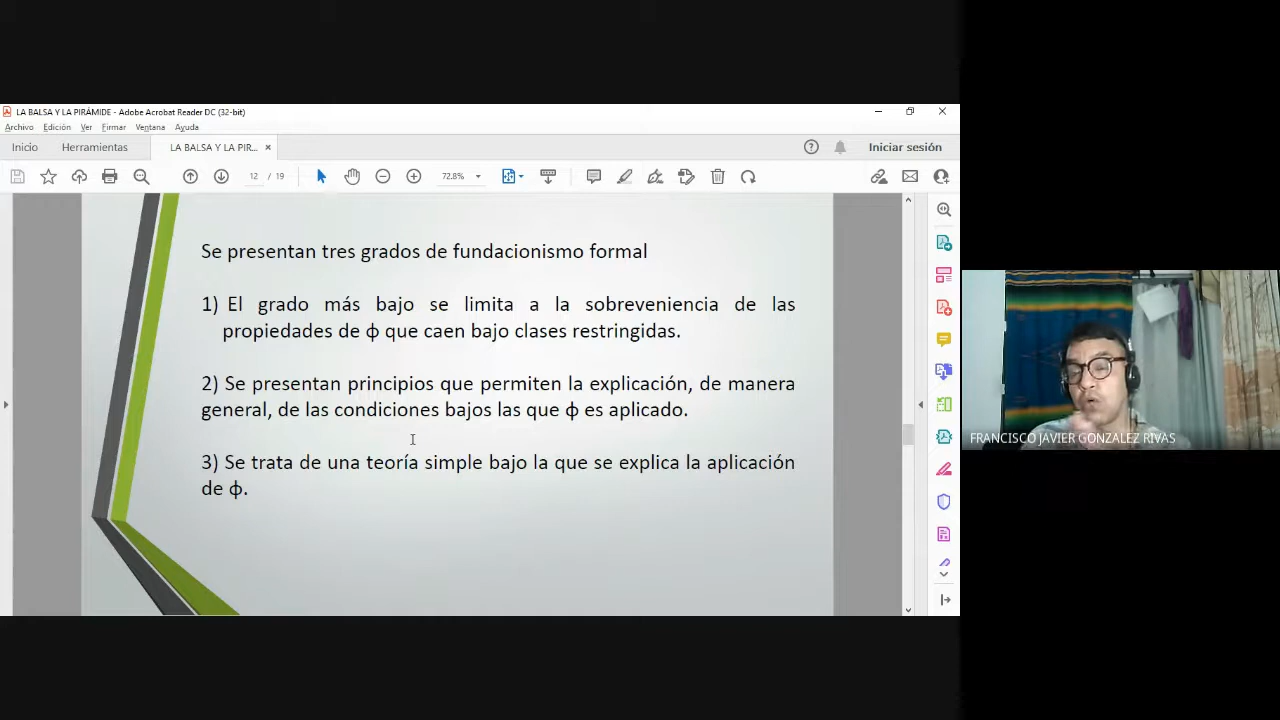 LA BALSA Y LA PIRÁMIDE - Adobe Acrobat Reader DC (32-bit)
Archivo Edición Ver Firmar Ventana Ayuda
Inicio Herramientas LA BALSA Y LA PIR... × Iniciar sesión
12 / 19 72.8%
Se presentan tres grados de fundacionismo formal
1) El grado más bajo se limita a la sobreveniencia de las
propiedades de ϕ que caen bajo clases restringidas.
2) Se presentan principios que permiten la explicación, de manera
general, de las condiciones bajos las que ϕ es aplicado.
3) Se trata de una teoría simple bajo la que se explica la aplicación
de ϕ.
FRANCISCO JAVIER GONZALEZ RIVAS